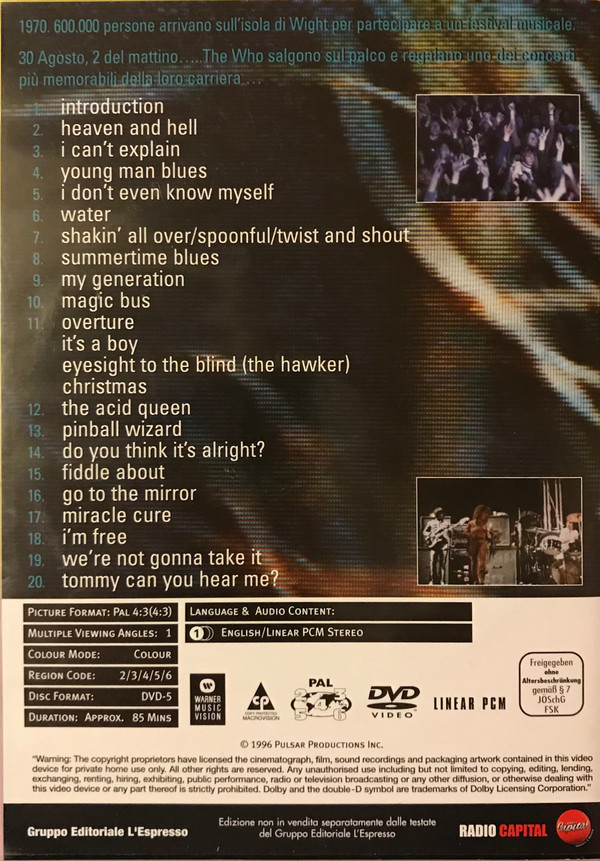 1970. 600.000 persone arrivano sull'isola di Wight per partecipare a un festival musicale.
30 Agosto, 2 del mattino.....The Who salgono sul palco e regalano uno dei concerti
più memorabili della loro carriera....
1. introduction
2. heaven and hell
3. i can't explain
4. young man blues
5. i don't even know myself
6. water
7. shakin' all over/spoonful/twist and shout
8. summertime blues
9. my generation
10. magic bus
11. overture
it's a boy
eyesight to the blind (the hawker)
christmas
12. the acid queen
13. pinball wizard
14. do you think it's alright?
15. fiddle about
16. go to the mirror
17. miracle cure
18. i'm free
19. we're not gonna take it
20. tommy can you hear me?
PICTURE FORMAT: PAL 4:3(4:3)
MULTIPLE VIEWING ANGLES: 1
COLOUR MODE: COLOUR
REGION CODE: 2/3/4/5/6
DISC FORMAT: DVD-5
DURATION: APPROX. 85 MINS
LANGUAGE & AUDIO CONTENT:
1 ENGLISH/LINEAR PCM STEREO
WARNER
MUSIC
VISION
CP
COPY PROTECTED
MACROVISION
PAL
2 3
4 5 6
DVD
VIDEO
LINEAR PCM
Freigegeben
ohne
Altersbeschränkung
gemäß § 7
JÖSchG
FSK
© 1996 PULSAR PRODUCTIONS INC.
"Warning: The copyright proprietors have licensed the cinematograph, film, sound recordings and packaging artwork contained in this video
device for private home use only. All other rights are reserved. Any unauthorised use including but not limited to copying, editing, lending,
exchanging, renting, hiring, exhibiting, public performance, radio or television broadcasting or any other diffusion, or otherwise dealing with
this video device or any part thereof is strictly prohibited. Dolby and the double-D symbol are trademarks of Dolby Licensing Corporation."
Gruppo Editoriale L'Espresso
Edizione non in vendita separatamente dalle testate
del Gruppo Editoriale L'Espresso
RADIO CAPITAL
Capital